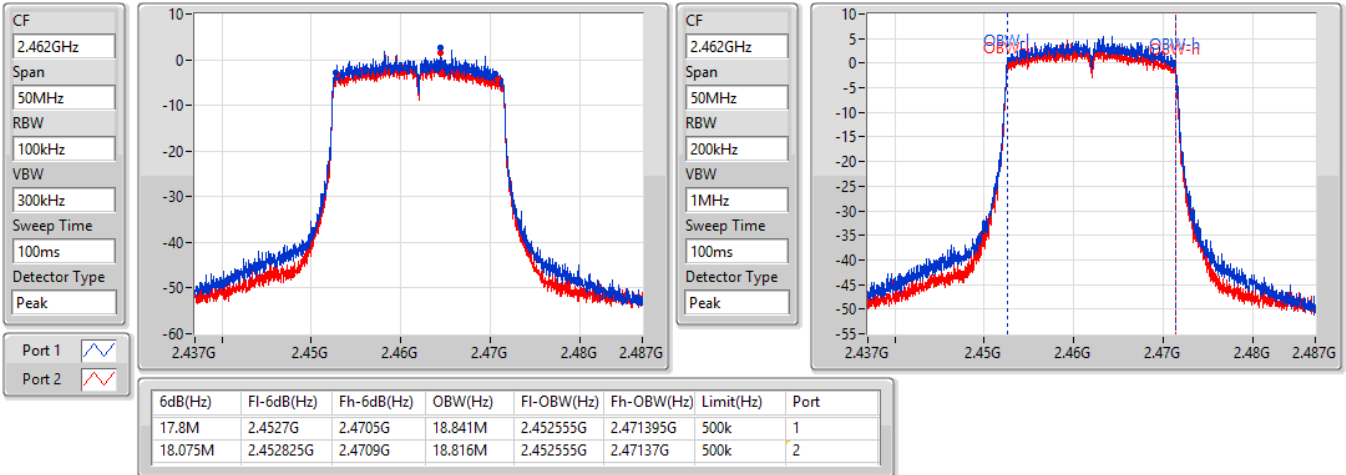 CF
2.462GHz
Span
50MHz
RBW
100kHz
VBW
300kHz
Sweep Time
100ms
Detector Type
Peak
10
0
-10
-20
-30
-40
-50
-60
2.437G 2.45G 2.46G 2.47G 2.48G 2.487G
CF
2.462GHz
Span
50MHz
RBW
200kHz
VBW
1MHz
Sweep Time
100ms
Detector Type
Peak
10
5
0
-5
-10
-15
-20
-25
-30
-35
-40
-45
-50
-55
OBW-l OBW-h
OBW-l OBW-h
2.437G 2.45G 2.46G 2.47G 2.48G 2.487G
Port 1
Port 2
6dB(Hz) Fl-6dB(Hz) Fh-6dB(Hz) OBW(Hz) Fl-OBW(Hz) Fh-OBW(Hz) Limit(Hz) Port
17.8M 2.4527G 2.4705G 18.841M 2.452555G 2.471395G 500k 1
18.075M 2.452825G 2.4709G 18.816M 2.452555G 2.47137G 500k 2